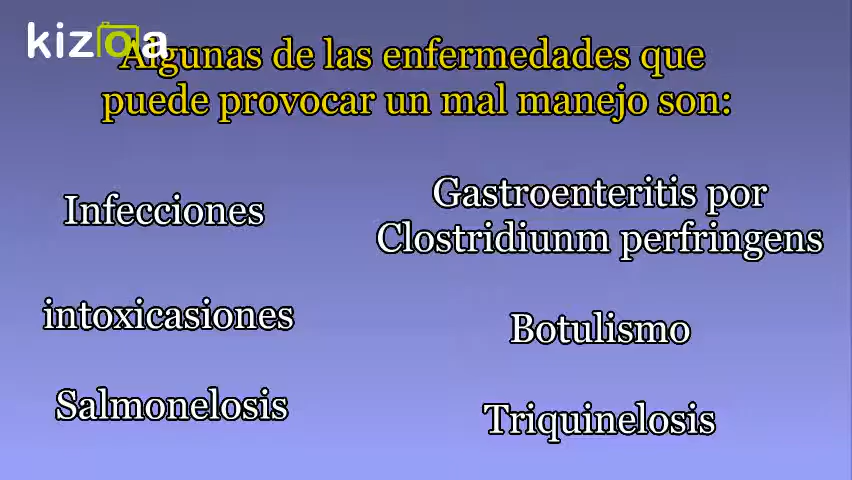 kizoa
Algunas de las enfermedades que
puede provocar un mal manejo son:
Infecciones
intoxicasiones
Salmonelosis
Gastroenteritis por
Clostridiunm perfringens
Botulismo
Triquinelosis